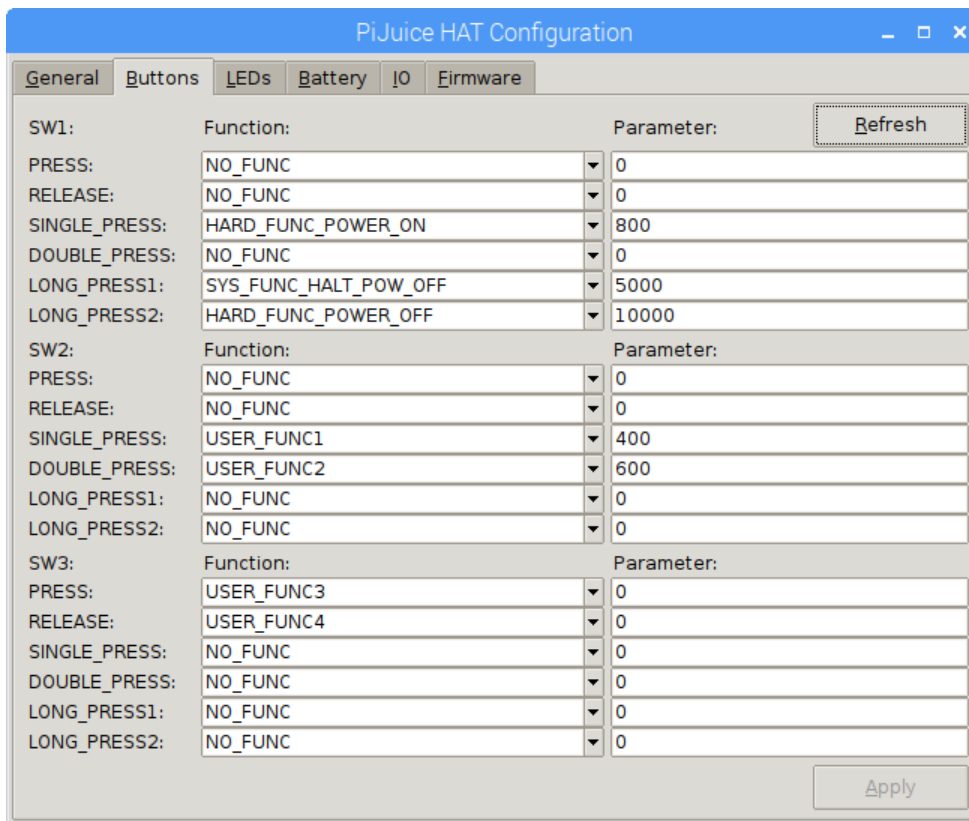 PiJuice HAT Configuration
General Buttons LEDs Battery IO Firmware
SW1: Function: Parameter: Refresh
PRESS: NO_FUNC 0
RELEASE: NO_FUNC 0
SINGLE_PRESS: HARD_FUNC_POWER_ON 800
DOUBLE_PRESS: NO_FUNC 0
LONG_PRESS1: SYS_FUNC_HALT_POW_OFF 5000
LONG_PRESS2: HARD_FUNC_POWER_OFF 10000
SW2: Function: Parameter:
PRESS: NO_FUNC 0
RELEASE: NO_FUNC 0
SINGLE_PRESS: USER_FUNC1 400
DOUBLE_PRESS: USER_FUNC2 600
LONG_PRESS1: NO_FUNC 0
LONG_PRESS2: NO_FUNC 0
SW3: Function: Parameter:
PRESS: USER_FUNC3 0
RELEASE: USER_FUNC4 0
SINGLE_PRESS: NO_FUNC 0
DOUBLE_PRESS: NO_FUNC 0
LONG_PRESS1: NO_FUNC 0
LONG_PRESS2: NO_FUNC 0
Apply